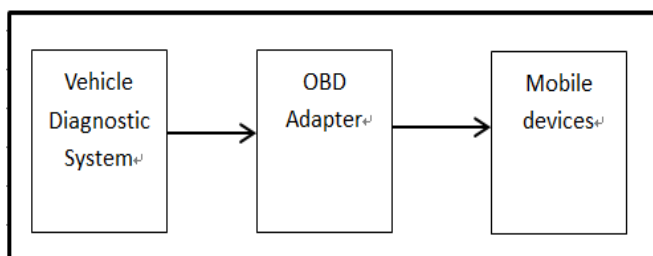 Vehicle
Diagnostic
System
OBD
Adapter
Mobile
devices